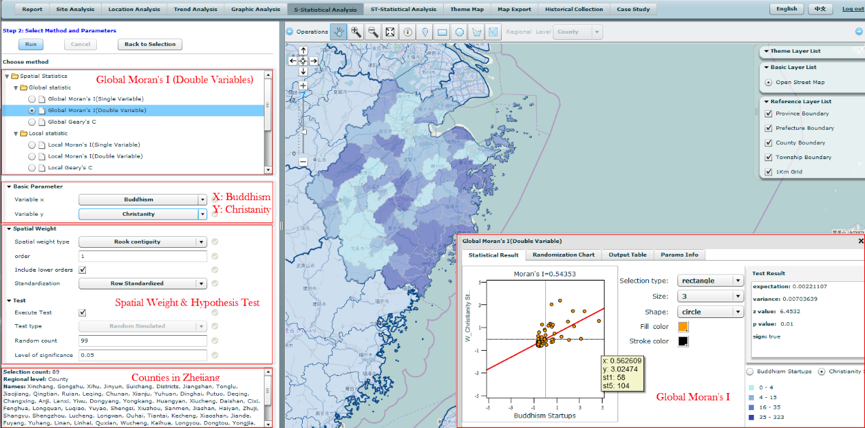 Report Site Analysis Location Analysis Trend Analysis Graphic Analysis S-Statistical Analysis ST-Statistical Analysis Theme Map Map Export Historical Collection Case Study English 中文 Log out
Step 2: Select Method and Parameters
Run Cancel Back to Selection
Choose method
Spatial Statistics
Global Moran's I (Double Variables)
Global statistic
Global Moran's I(Single Variable)
Global Moran's I(Double Variable)
Global Geary's C
Local statistic
Local Moran's I(Single Variable)
Local Moran's I(Double Variable)
Local Geary's C
Basic Parameter
Variable x Buddhism
X: Buddhism
Variable y Christanity
Y: Christanity
Spatial Weight
Spatial weight type Rook contiguity
order 1
Include lower orders
Standardization Row Standardized
Spatial Weight & Hypothesis Test
Test
Execute Test
Test type Random Simulated
Random count 99
Level of significance 0.05
Selection count: 89
Regional level: County
Counties in Zhejiang
Names: Xinchang, Gongshu, Xihu, Jinyun, Suichang, Districts, Jiangshan, Tonglu,
Jiaojiang, Qingtian, Ruian, Leqing, Chunan, Xianju, Yuhuan, Dinghai, Putuo, Deqing,
Changxing, Anji, Lanxi, Yiwu, Dongyang, Yongkang, Huangyan, Xiucheng, Daishan, Cixi,
Fenghua, Longquan, Luqiao, Yuyao, Shengxi, Xiuzhou, Sanmen, Jiashan, Haiyan, Zhuji,
Shangyu, Shengzhou, Lucheng, Longwan, Ouhai, Tiantai, Kecheng, Xiaoshan, Jiande,
Fuyang, Yuhang, Linan, Linhai, Quxian, Wucheng, Kaihua, Longyou, Dongtou, Yongjia,
Operations Regional Level County
Theme Layer List
Basic Layer List
Open Street Map
Reference Layer List
Province Boundary
Prefecture Boundary
County Boundary
Township Boundary
1Km Grid
Global Moran's I(Double Variable)
Statistical Result Randomization Chart Output Table Params Info
Moran's I=0.54353
W_Christianity St.
Buddhism Startups
x: 0.562609
y: 3.02474
st1: 68
st5: 104
Selection type: rectangle
Size: 3
Shape: circle
Fill color
Stroke color
Test Result
expectation: 0.00221107
variance: 0.00703639
z value: 6.4532
p value: 0.01
sign: true
Buddhism Startups Christianity
0 - 4
4 - 15
16 - 35
35 - 323
Global Moran's I